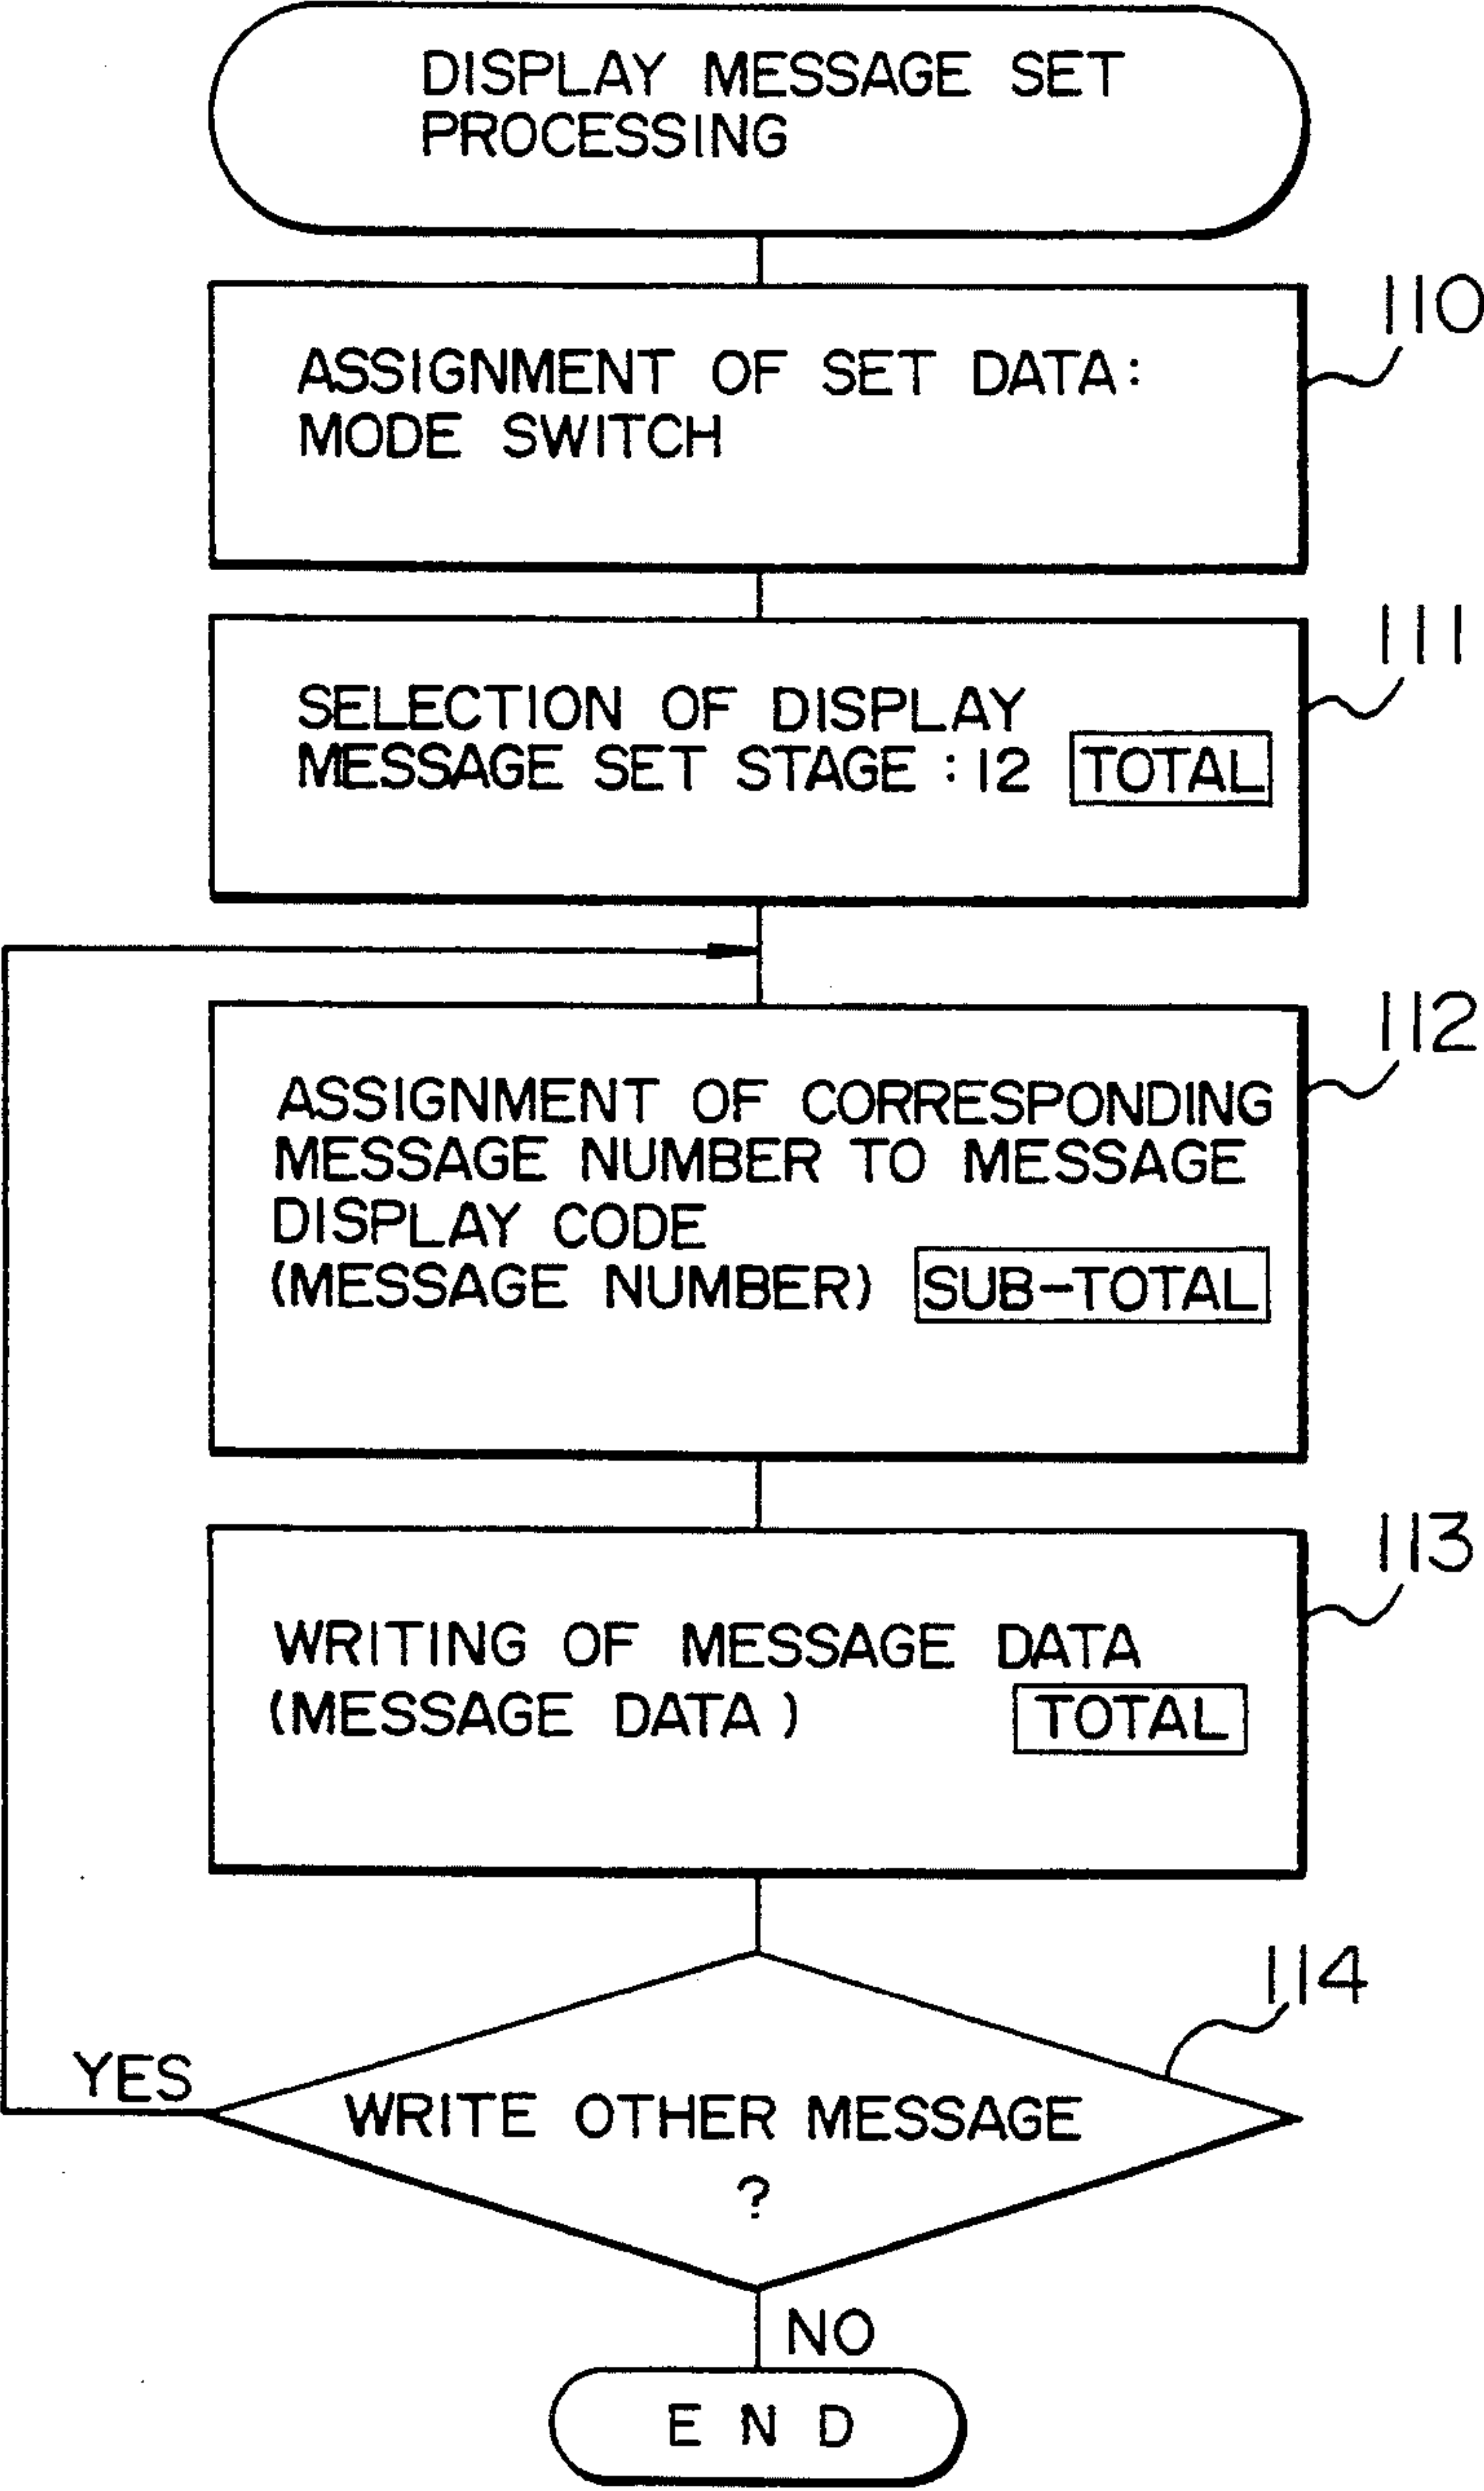 DISPLAY MESSAGE SET
PROCESSING
110
ASSIGNMENT OF SET DATA:
MODE SWITCH
111
SELECTION OF DISPLAY
MESSAGE SET STAGE :12 TOTAL
112
ASSIGNMENT OF CORRESPONDING
MESSAGE NUMBER TO MESSAGE
DISPLAY CODE
(MESSAGE NUMBER) SUB-TOTAL
113
WRITING OF MESSAGE DATA
(MESSAGE DATA) TOTAL
114
YES
WRITE OTHER MESSAGE
?
NO
END